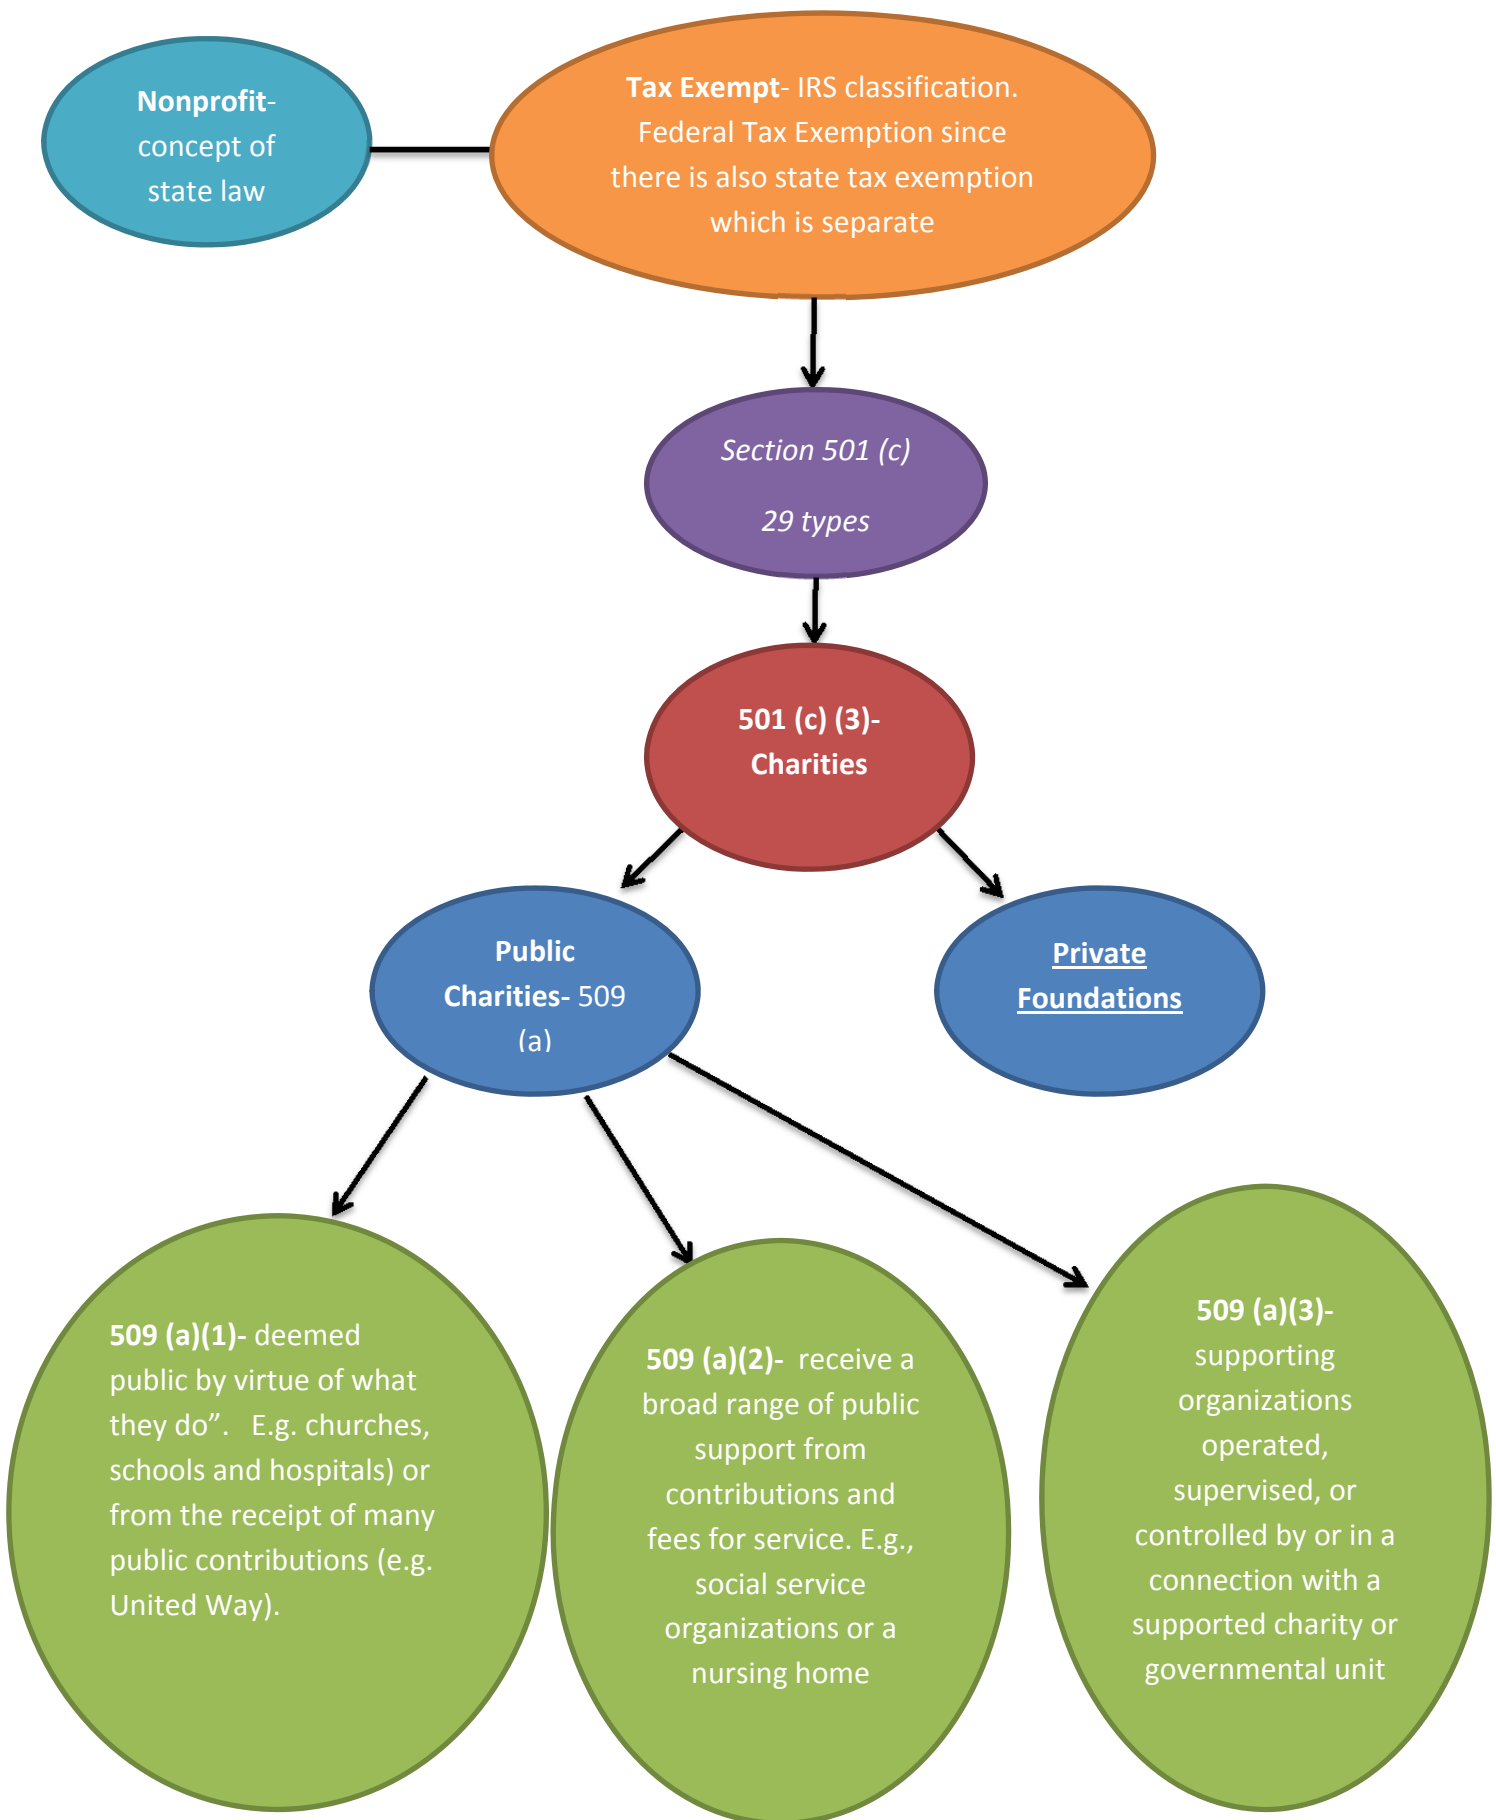 Nonprofit-
concept of
state law
Tax Exempt- IRS classification.
Federal Tax Exemption since
there is also state tax exemption
which is separate
Section 501 (c)
29 types
501 (c) (3)-
Charities
Public
Charities- 509
(a)
Private
Foundations
509 (a)(1)- deemed
public by virtue of what
they do”. E.g. churches,
schools and hospitals) or
from the receipt of many
public contributions (e.g.
United Way).
509 (a)(2)- receive a
broad range of public
support from
contributions and
fees for service. E.g.,
social service
organizations or a
nursing home
509 (a)(3)-
supporting
organizations
operated,
supervised, or
controlled by or in a
connection with a
supported charity or
governmental unit